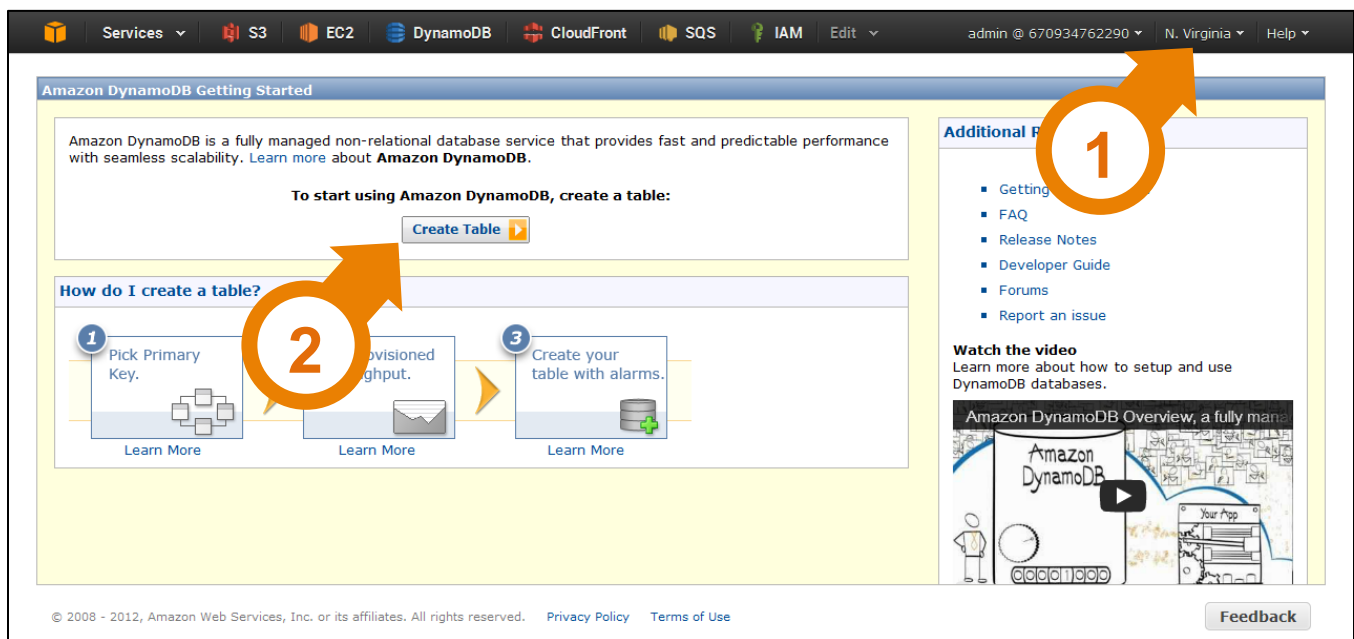 Services S3 EC2 DynamoDB CloudFront SQS IAM Edit admin @ 670934762290 N. Virginia Help
Amazon DynamoDB Getting Started
Amazon DynamoDB is a fully managed non-relational database service that provides fast and predictable performance
with seamless scalability. Learn more about Amazon DynamoDB.
To start using Amazon DynamoDB, create a table:
Create Table
2
How do I create a table?
1
Pick Primary
Key.
Learn More
ovisioned
ghput.
Learn More
3
Create your
table with alarms.
Learn More
1
Additional
Getting
FAQ
Release Notes
Developer Guide
Forums
Report an issue
Watch the video
Learn more about how to setup and use
DynamoDB databases.
Amazon DynamoDB Overview, a fully mana
Amazon
DynamoDB
Your App
00001000
© 2008 - 2012, Amazon Web Services, Inc. or its affiliates. All rights reserved. Privacy Policy Terms of Use
Feedback